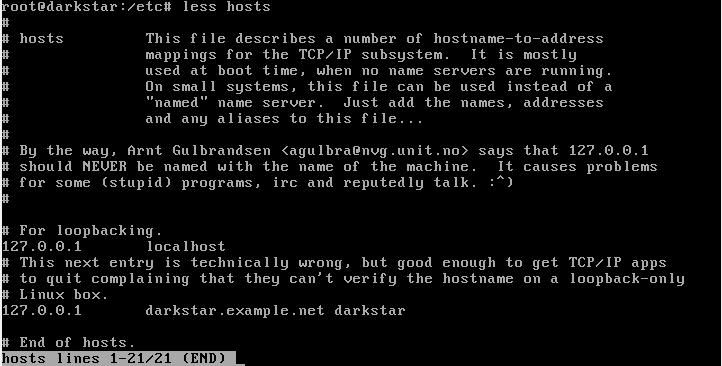 root@darkstar:/etc# less hosts
#
# hosts         This file describes a number of hostname-to-address
#               mappings for the TCP/IP subsystem.  It is mostly
#               used at boot time, when no name servers are running.
#               On small systems, this file can be used instead of a
#               "named" name server.  Just add the names, addresses
#               and any aliases to this file...
#
# By the way, Arnt Gulbrandsen <agulbra@nvg.unit.no> says that 127.0.0.1
# should NEVER be named with the name of the machine.  It causes problems
# for some (stupid) programs, irc and reputedly talk. :^)
#

# For loopbacking.
127.0.0.1       localhost
# This next entry is technically wrong, but good enough to get TCP/IP apps
# to quit complaining that they can't verify the hostname on a loopback-only
# Linux box.
127.0.0.1       darkstar.example.net darkstar

# End of hosts.
hosts lines 1-21/21 (END)